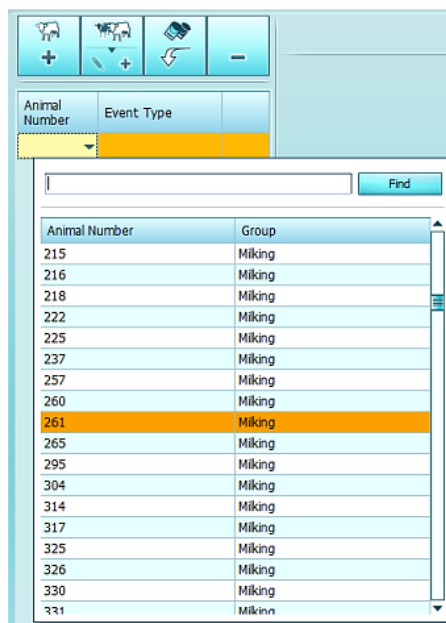 Animal Number
Event Type
Find
Animal Number Group
215 Miking
216 Miking
218 Miking
222 Miking
225 Miking
237 Miking
257 Miking
260 Miking
261 Miking
265 Miking
295 Miking
304 Miking
314 Miking
317 Miking
325 Miking
326 Miking
330 Miking
331 Miking